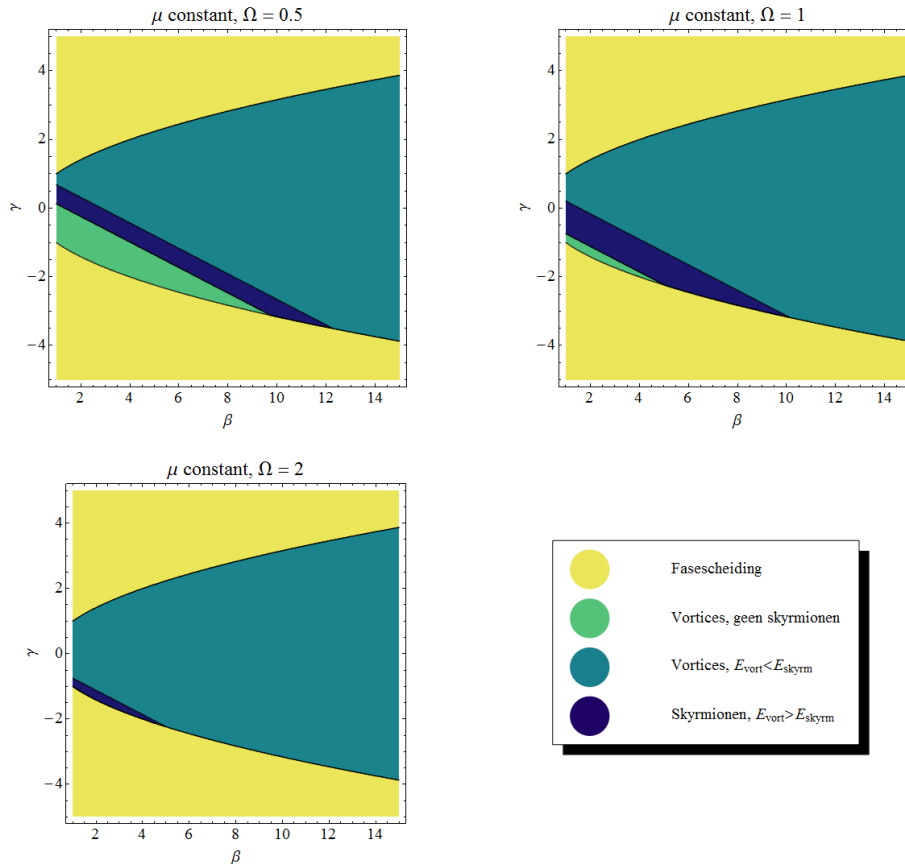 μ constant, Ω = 0.5
4
2
0
−2
−4
γ
2
4
6
8
10
12
14
β
μ constant, Ω = 1
4
2
0
−2
−4
γ
2
4
6
8
10
12
14
β
μ constant, Ω = 2
4
2
0
−2
−4
γ
2
4
6
8
10
12
14
β
Fasescheiding
Vortices, geen skyrmionen
Vortices, E_vort<E_skyrm
Skyrmionen, E_vort>E_skyrm